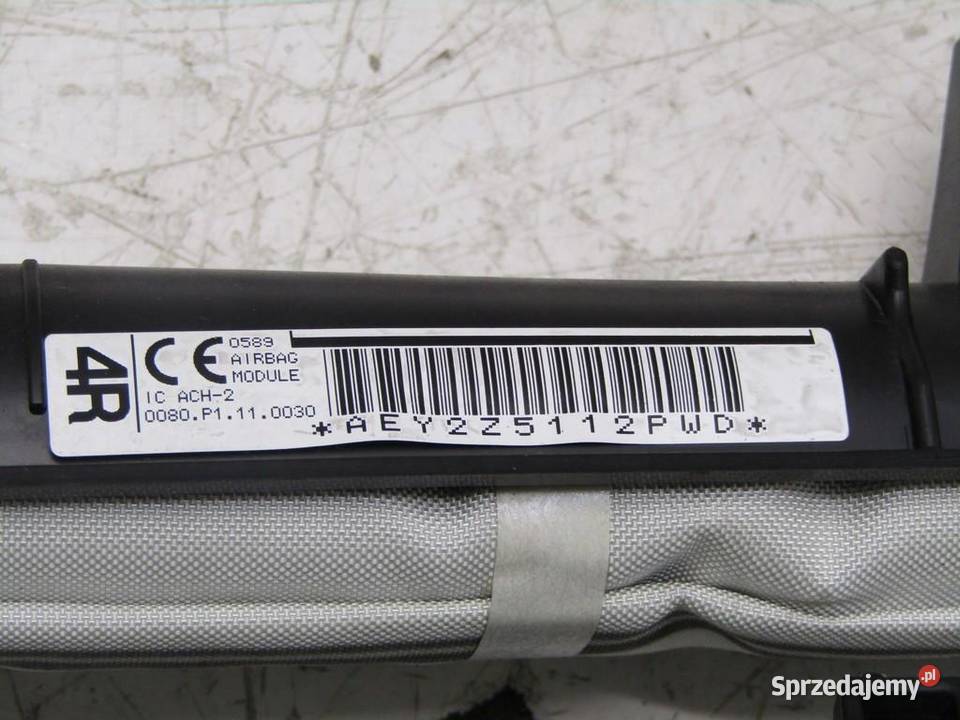 4R
CE 0589
AIRBAG
MODULE
IC ACH-2
0080.P1.11.0030
*AEY2Z5112PWD*
Sprzedajemy.pl